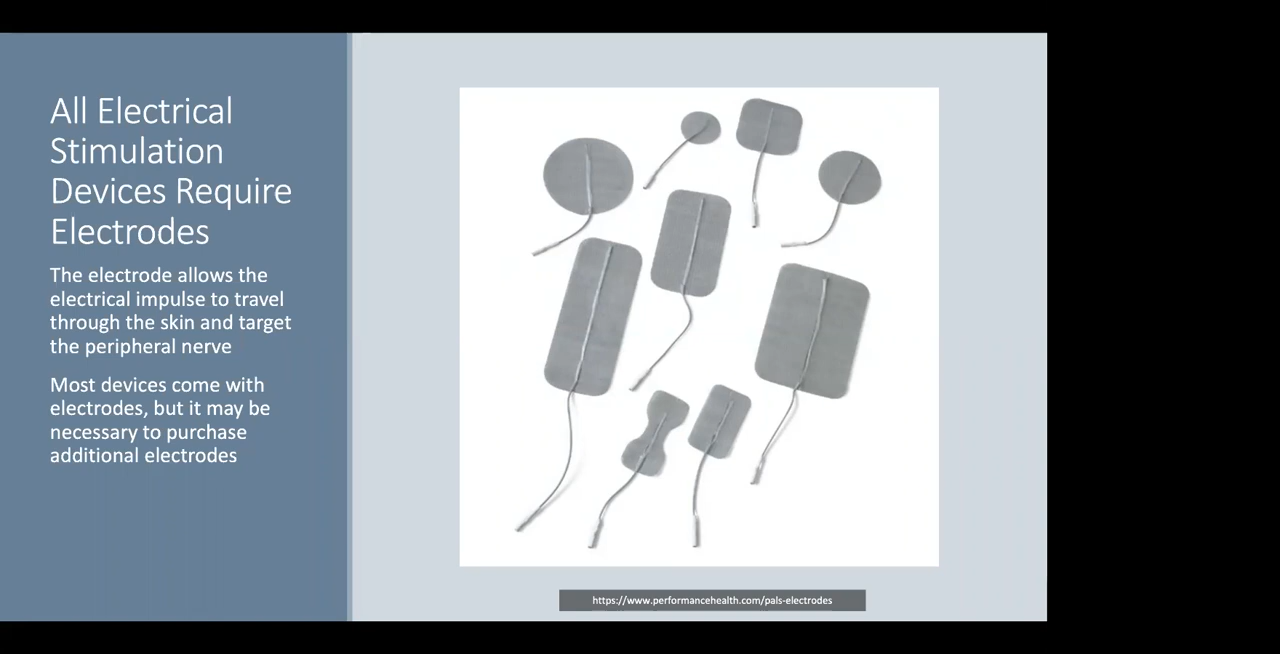 All Electrical
Stimulation
Devices Require
Electrodes
The electrode allows the
electrical impulse to travel
through the skin and target
the peripheral nerve
Most devices come with
electrodes, but it may be
necessary to purchase
additional electrodes
https://www.performancehealth.com/pals-electrodes